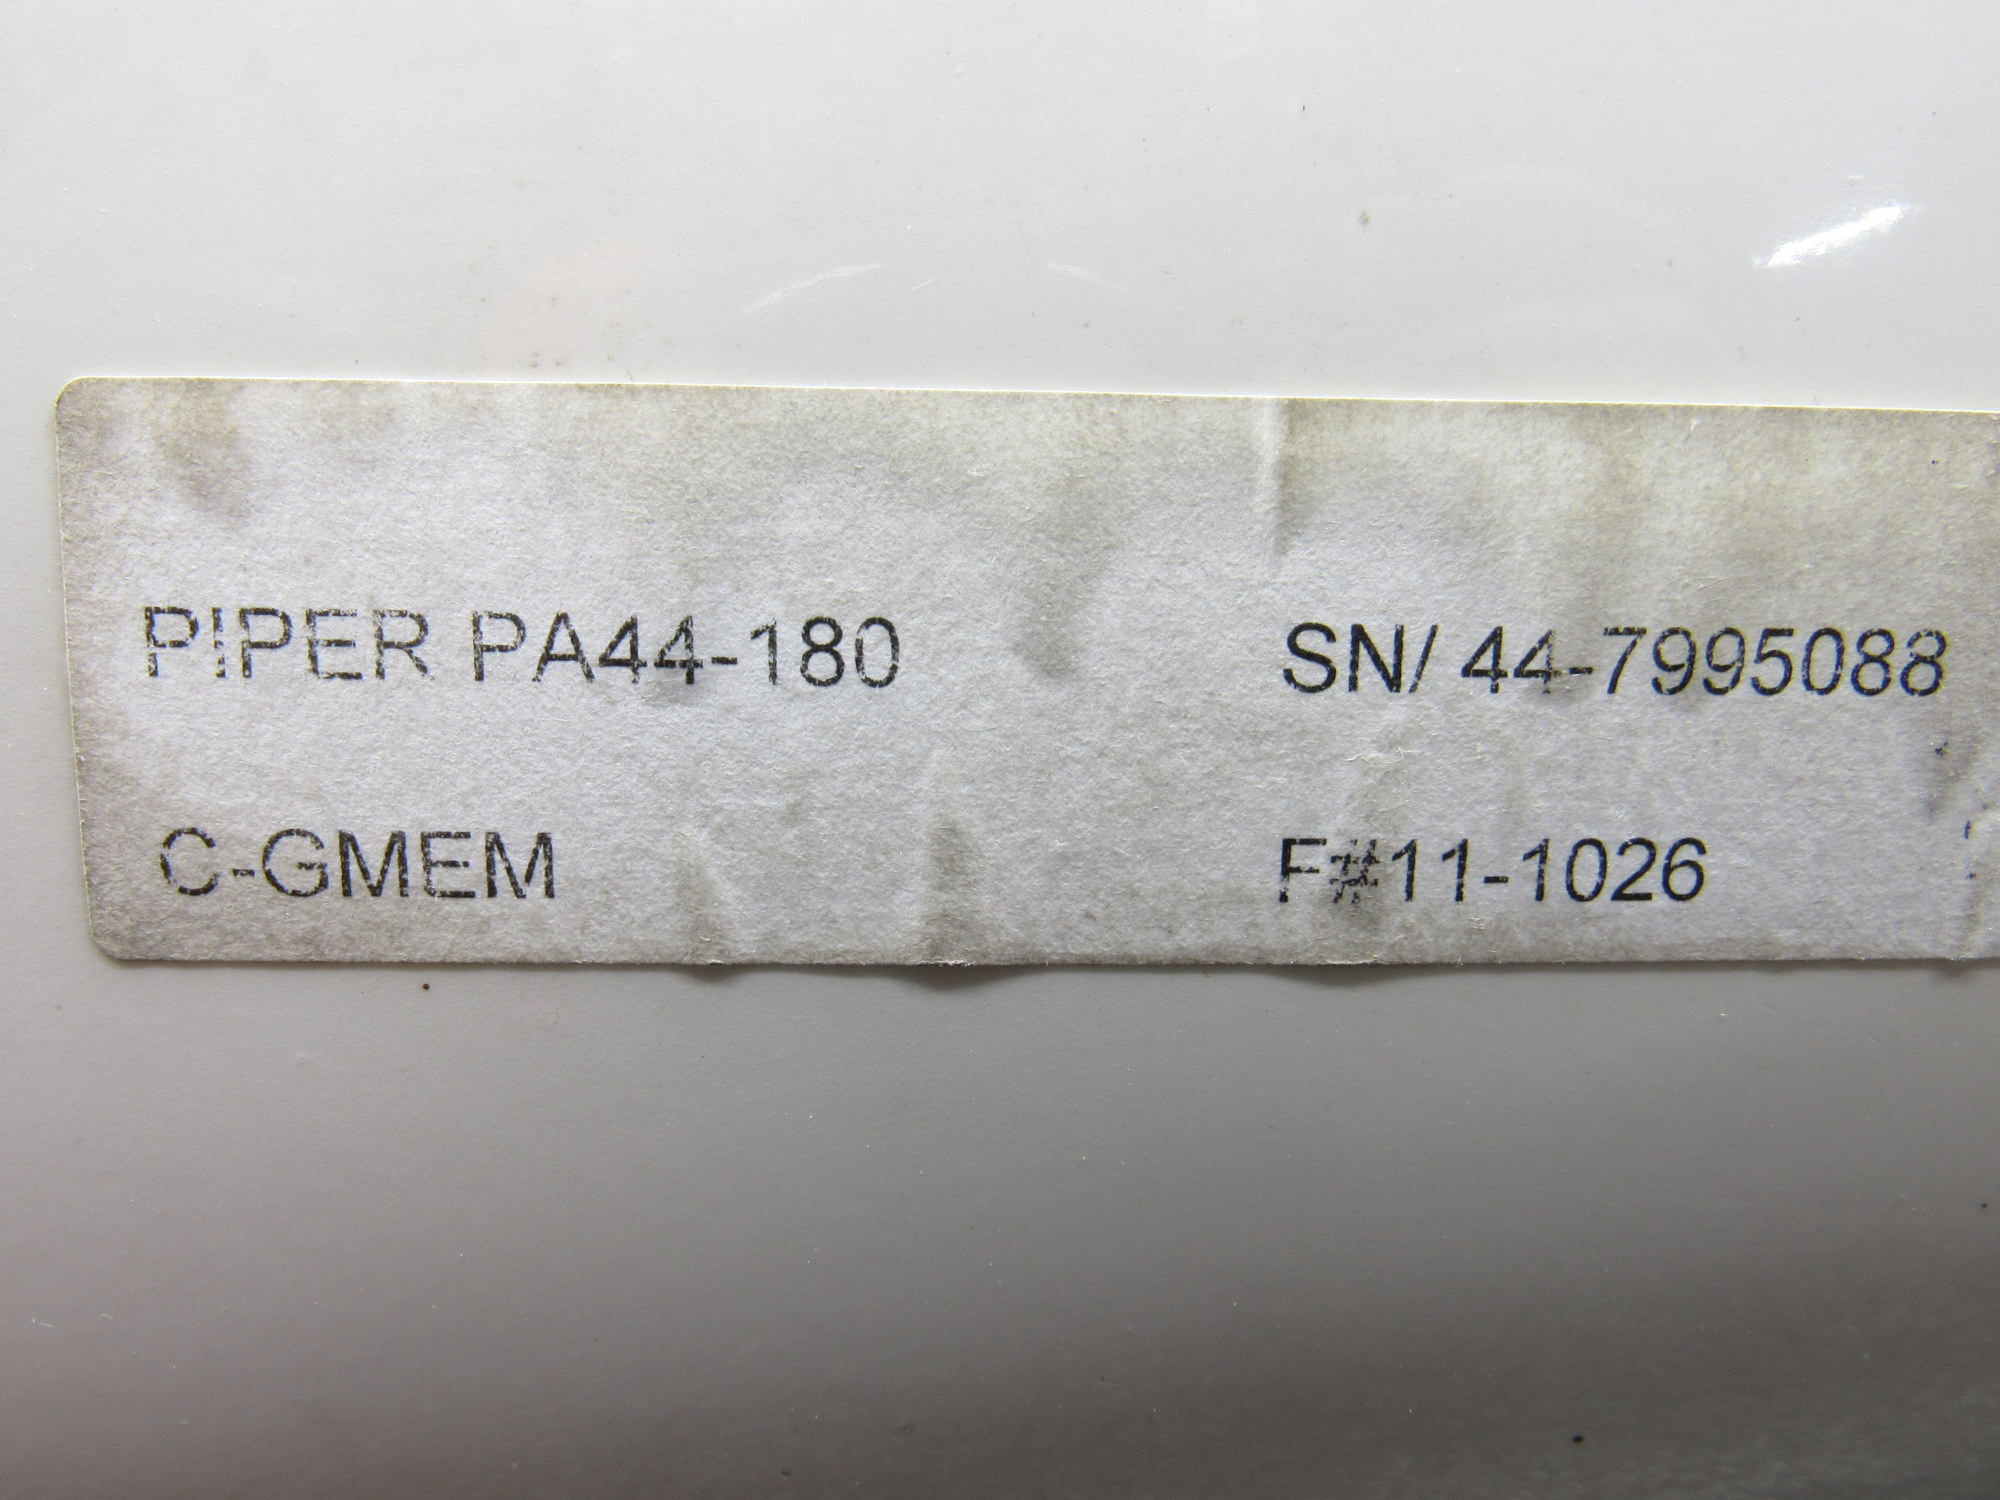 PIPER PA44-180 SN/ 44-7995088
C-GMEM F#11-1026